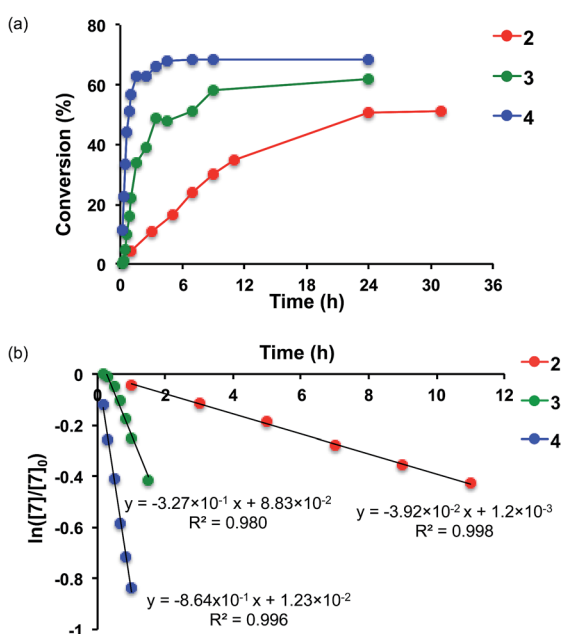 (a)
80
60
40
20
0
Conversion (%)
0 6 12 18 24 30 36
Time (h)
2
3
4
(b)
Time (h)
0 2 4 6 8 10 12
0
-0.2
-0.4
-0.6
-0.8
-1
ln([7]/[7]₀)
2
3
4
y = -3.27×10⁻¹ x + 8.83×10⁻²
R² = 0.980
y = -3.92×10⁻² x + 1.2×10⁻³
R² = 0.998
y = -8.64x10⁻¹ x + 1.23×10⁻²
R² = 0.996